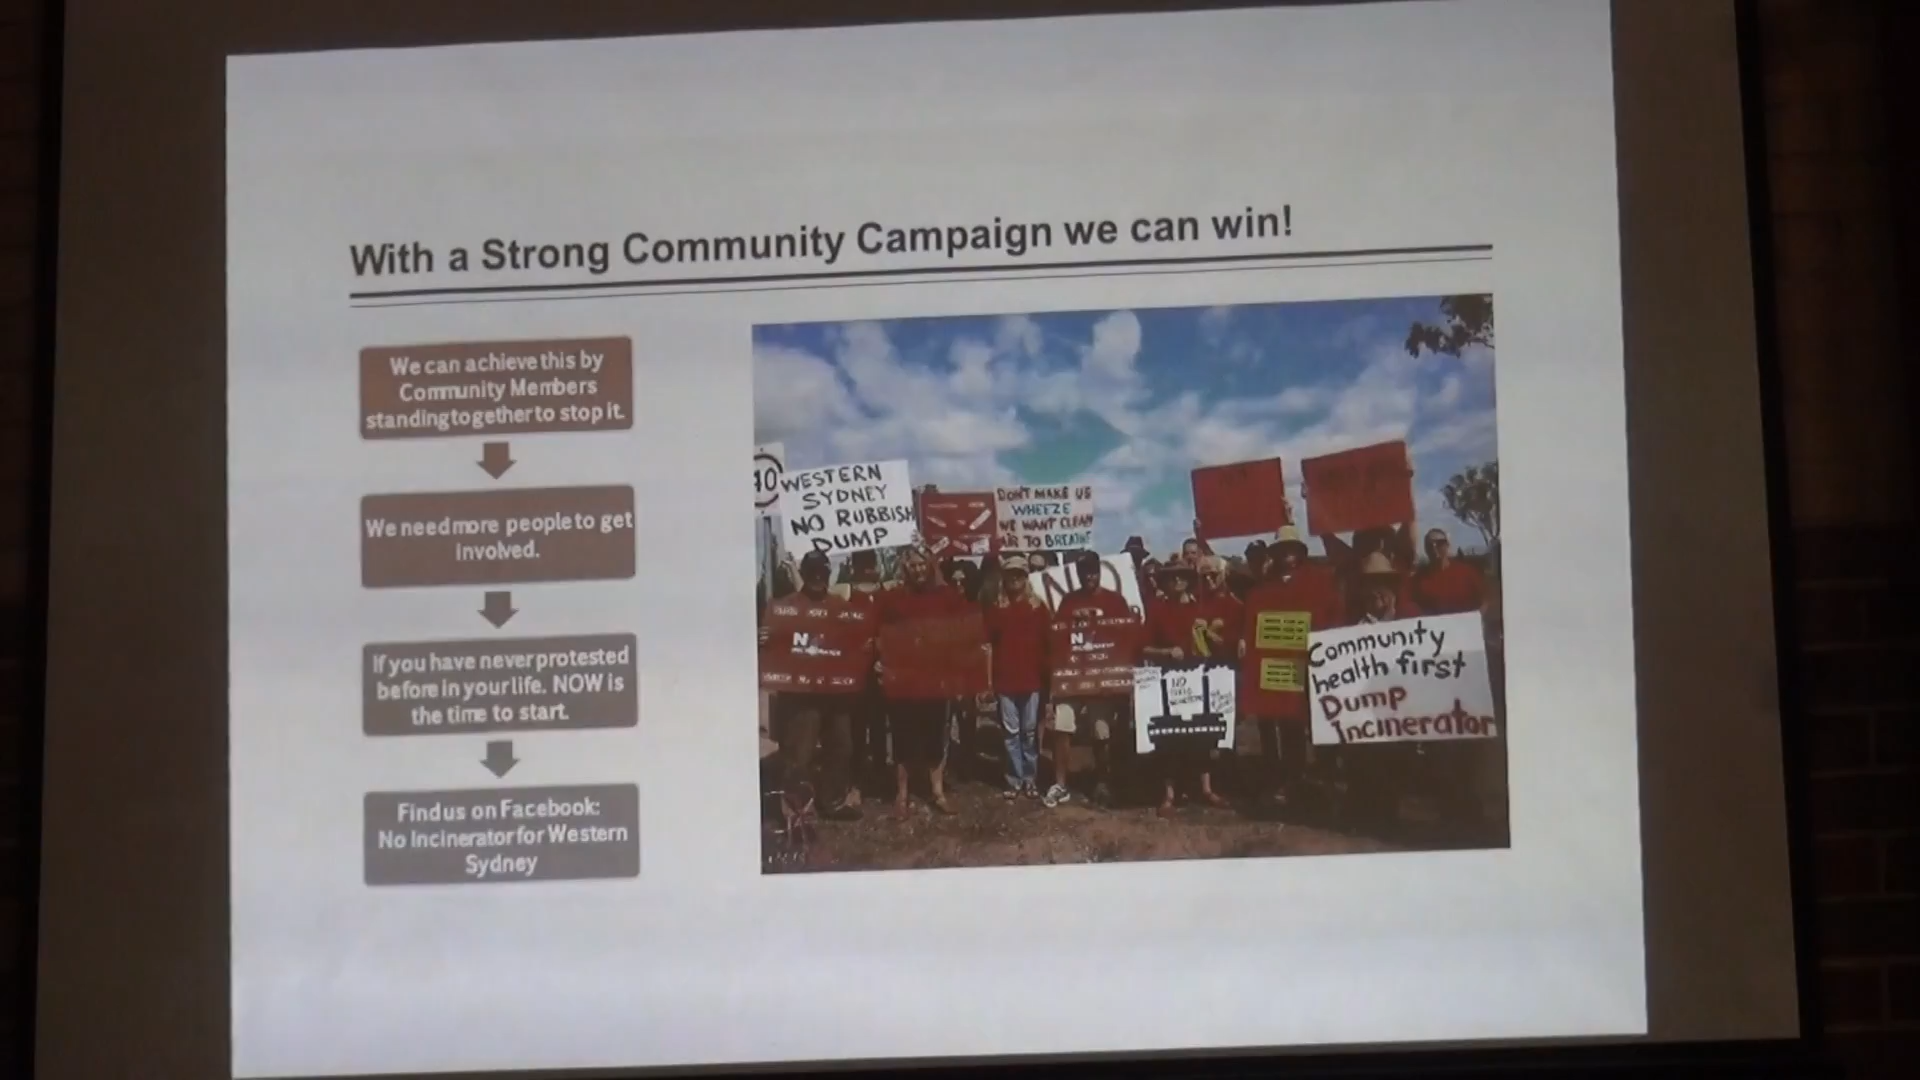 With a Strong Community Campaign we can win!
We can achieve this by
Community Members
standing together to stop it.
We need more people to get
involved.
If you have never protested
before in your life. NOW is
the time to start.
Find us on Facebook:
No Incinerator for Western
Sydney
WESTERN
SYDNEY
NO RUBBISH
DUMP
DON'T MAKE US
WHEEZE
WE WANT CLEAN
AIR TO BREATHE
NO
NO
Community
health first
Dump
Incinerator